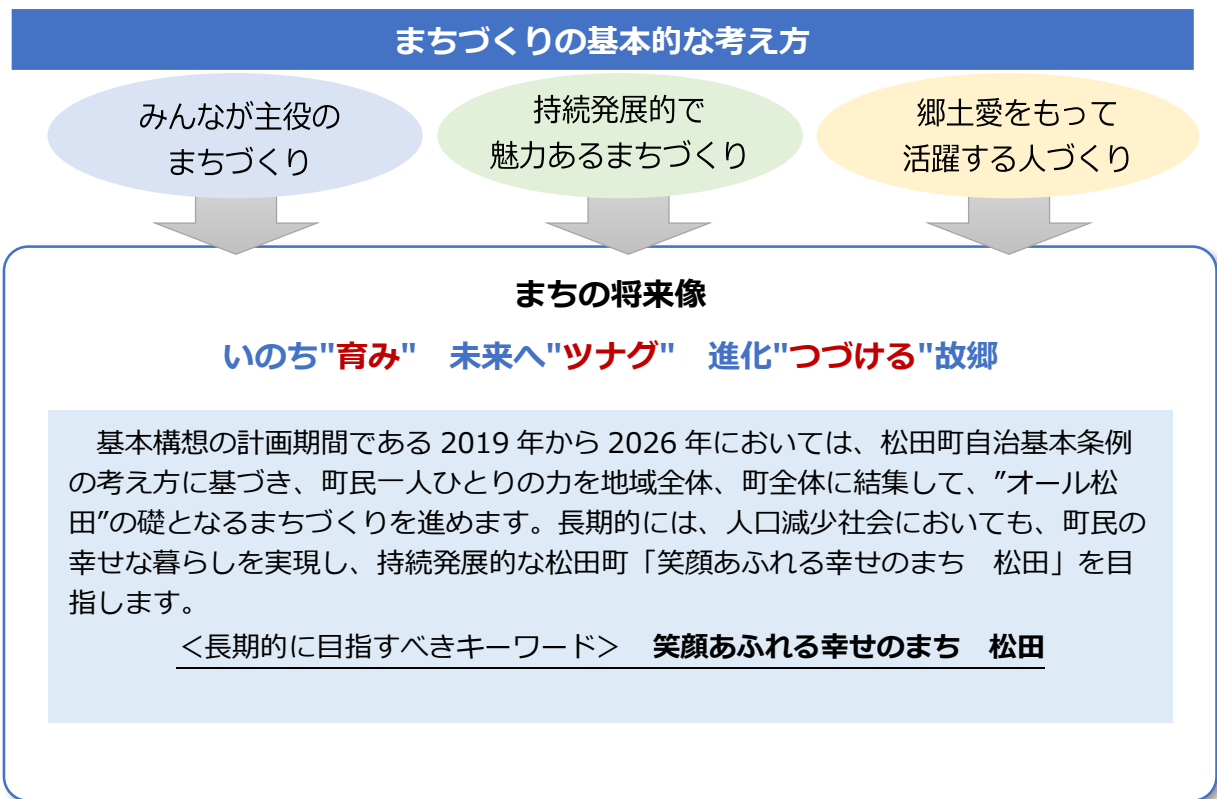 まちづくりの基本的な考え方
みんなが主役の
まちづくり
持続発展的で
魅力あるまちづくり
郷土愛をもって
活躍する人づくり
まちの将来像
いのち"育み"　未来へ"ツナグ"　進化"つづける"故郷
　基本構想の計画期間である 2019 年から 2026 年においては、松田町自治基本条例
の考え方に基づき、町民一人ひとりの力を地域全体、町全体に結集して、”オール松
田”の礎となるまちづくりを進めます。長期的には、人口減少社会においても、町民の
幸せな暮らしを実現し、持続発展的な松田町「笑顔あふれる幸せのまち　松田」を目
指します。
＜長期的に目指すべきキーワード＞　笑顔あふれる幸せのまち　松田